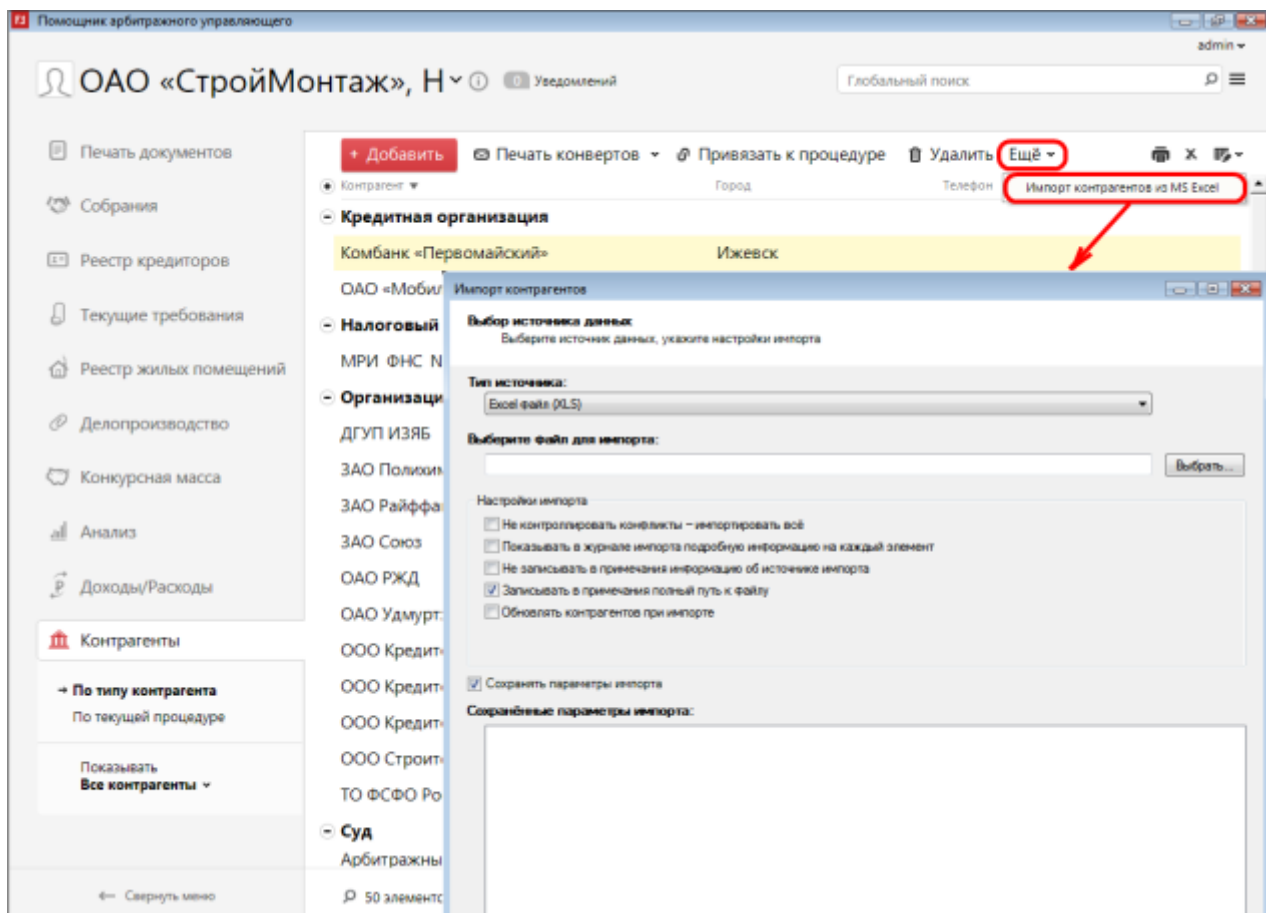 Помощник арбитражного управляющего
admin
ОАО «СтройМонтаж», Н
0 Уведомлений
Глобальный поиск
Печать документов
Собрания
Реестр кредиторов
Текущие требования
Реестр жилых помещений
Делопроизводство
Конкурсная масса
Анализ
Доходы/Расходы
Контрагенты
→ По типу контрагента
По текущей процедуре
Показывать
Все контрагенты
← Свернуть меню
+ Добавить Печать конвертов Привязать к процедуре Удалить Ещё
Контрагент Город Телефон
Импорт контрагентов из MS Excel
Кредитная организация
Комбанк «Первомайский» Ижевск
ОАО «Мобил
Налоговый
МРИ ФНС N
Организаци
ДГУП ИЗЯБ
ЗАО Полихим
ЗАО Райффа
ЗАО Союз
ОАО РЖД
ОАО Удмурт
ООО Кредит
ООО Кредит
ООО Кредит
ООО Строит
ТО ФСФО Ро
Суд
Арбитражны
50 элементо
Импорт контрагентов
Выбор источника данных
Выберите источник данных, укажите настройки импорта
Тип источника:
Excel файл (XLS)
Выберите файл для импорта:
Выбрать...
Настройки импорта
Не контроллировать конфликты – импортировать всё
Показывать в журнале импорта подробную информацию на каждый элемент
Не записывать в примечания информацию об источнике импорта
Записывать в примечания полный путь к файлу
Обновлять контрагентов при импорте
Сохранять параметры импорта
Сохранённые параметры импорта: